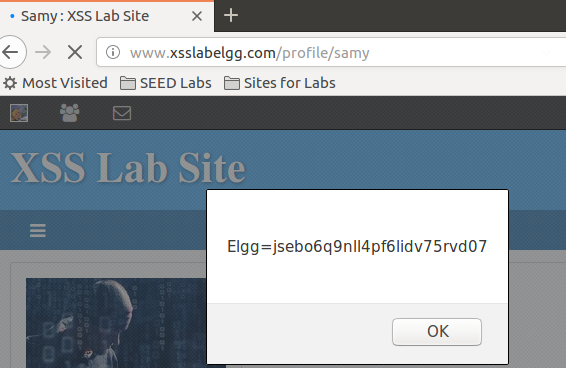 Samy : XSS Lab Site
www.xsslabelgg.com/profile/samy
Most Visited SEED Labs Sites for Labs
XSS Lab Site
Elgg=jsebo6q9nll4pf6lidv75rvd07
OK